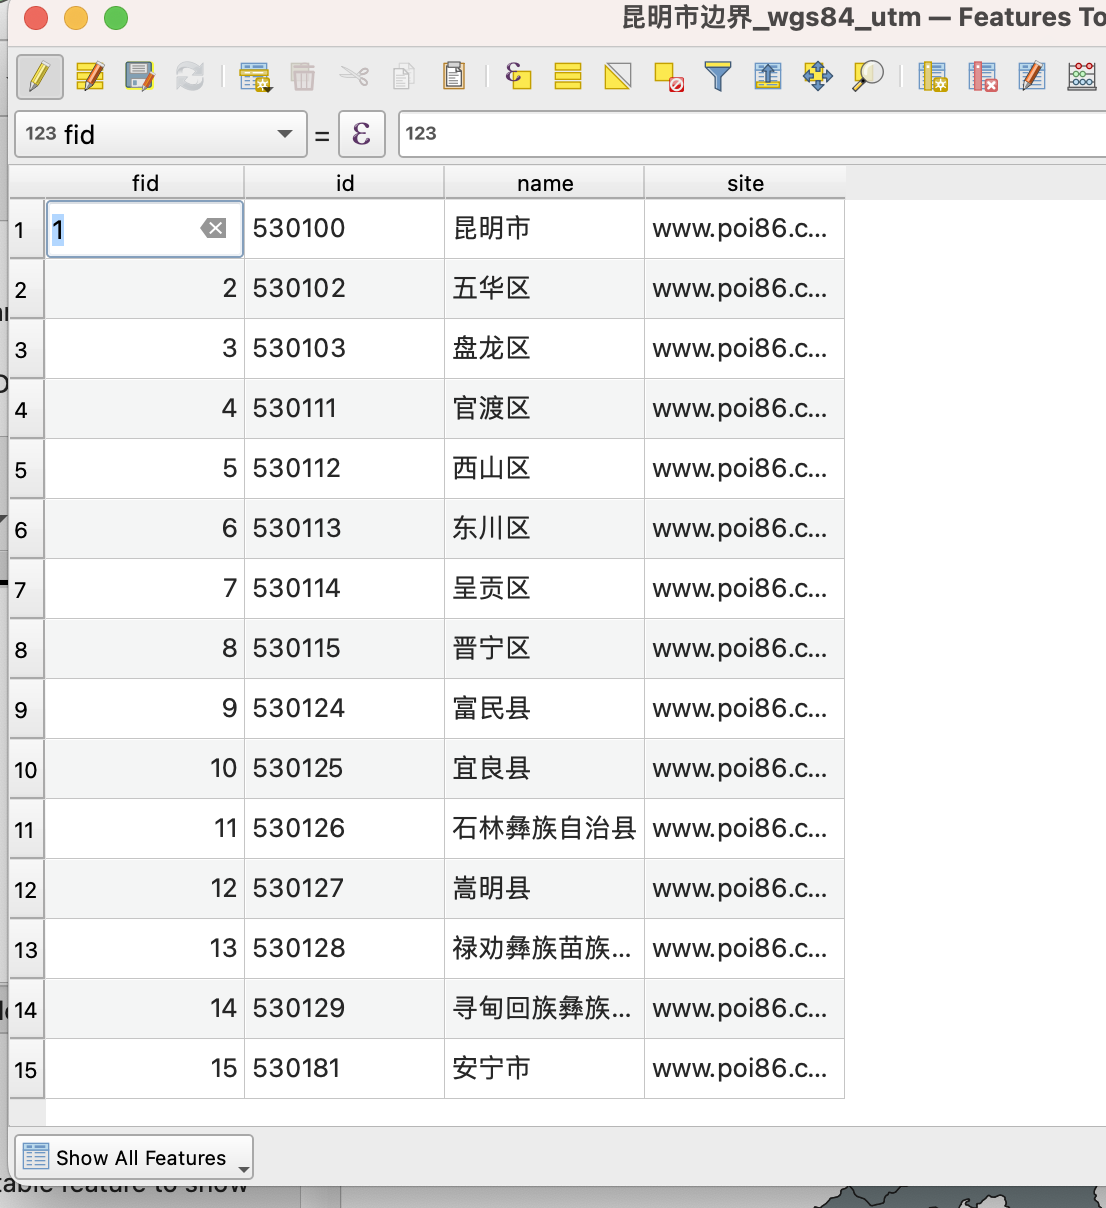 昆明市边界_wgs84_utm — Features To
123 fid = ε 123
fid id name site
1 1 530100 昆明市 www.poi86.c...
2 2 530102 五华区 www.poi86.c...
3 3 530103 盘龙区 www.poi86.c...
4 4 530111 官渡区 www.poi86.c...
5 5 530112 西山区 www.poi86.c...
6 6 530113 东川区 www.poi86.c...
7 7 530114 呈贡区 www.poi86.c...
8 8 530115 晋宁区 www.poi86.c...
9 9 530124 富民县 www.poi86.c...
10 10 530125 宜良县 www.poi86.c...
11 11 530126 石林彝族自治县 www.poi86.c...
12 12 530127 嵩明县 www.poi86.c...
13 13 530128 禄劝彝族苗族... www.poi86.c...
14 14 530129 寻甸回族彝族... www.poi86.c...
15 15 530181 安宁市 www.poi86.c...
Show All Features
table feature to show